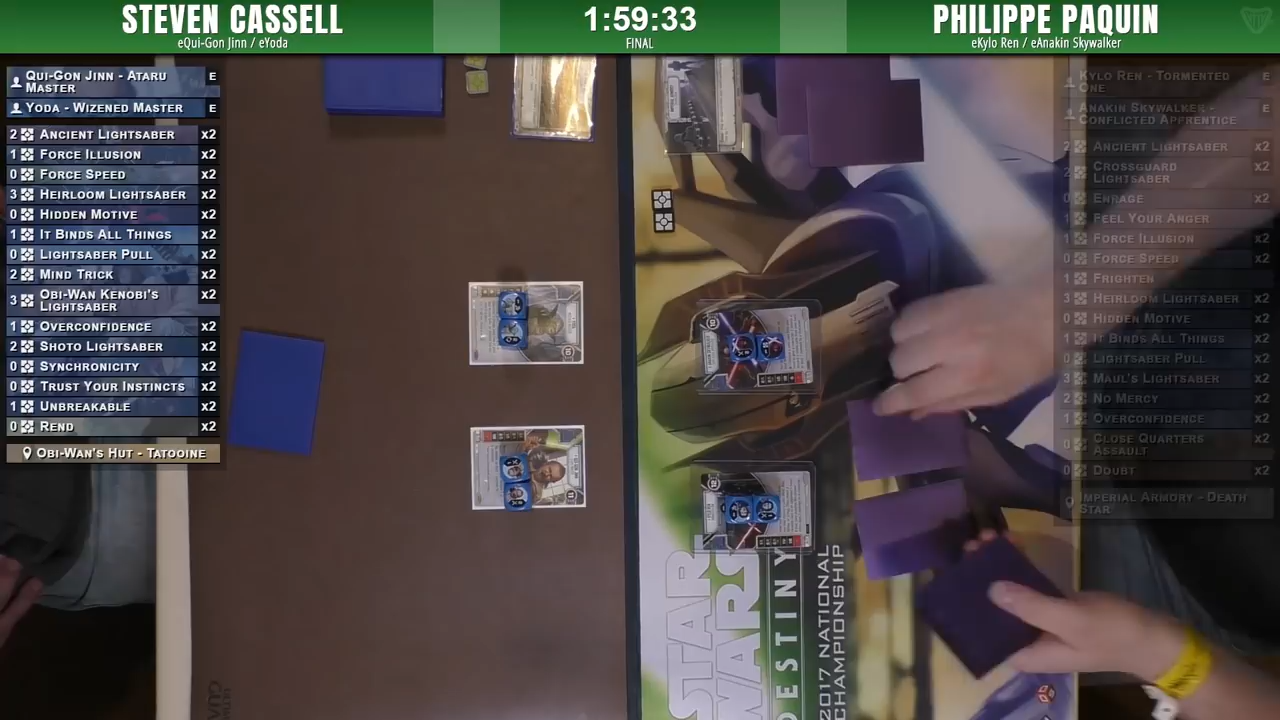 STEVEN CASSELL
eQui-Gon Jinn / eYoda
1:59:33
FINAL
PHILIPPE PAQUIN
eKylo Ren / eAnakin Skywalker
Qui-Gon Jinn - Ataru E
Master
Yoda - Wizened Master E
2 Ancient Lightsaber x2
1 Force Illusion x2
0 Force Speed x2
3 Heirloom Lightsaber x2
0 Hidden Motive x2
1 It Binds All Things x2
0 Lightsaber Pull x2
2 Mind Trick x2
3 Obi-Wan Kenobi's x2
Lightsaber
1 Overconfidence x2
2 Shoto Lightsaber x2
0 Synchronicity x2
0 Trust Your Instincts x2
1 Unbreakable x2
0 Rend x2
Obi-Wan's Hut - Tatooine
Kylo Ren - Tormented E
One
Anakin Skywalker - E
Conflicted Apprentice
2 Ancient Lightsaber x2
2 Crossguard x2
Lightsaber
0 Enrage x2
1 Feel Your Anger x2
1 Force Illusion x2
0 Force Speed x2
1 Frighten x2
3 Heirloom Lightsaber x2
0 Hidden Motive x2
1 It Binds All Things x2
0 Lightsaber Pull x2
3 Maul's Lightsaber x2
2 No Mercy x2
1 Overconfidence x2
0 Close Quarters x2
Assault
0 Doubt x2
Imperial Armory - Death
Star
STAR
WARS
DESTINY
2017 NATIONAL
CHAMPIONSHIP